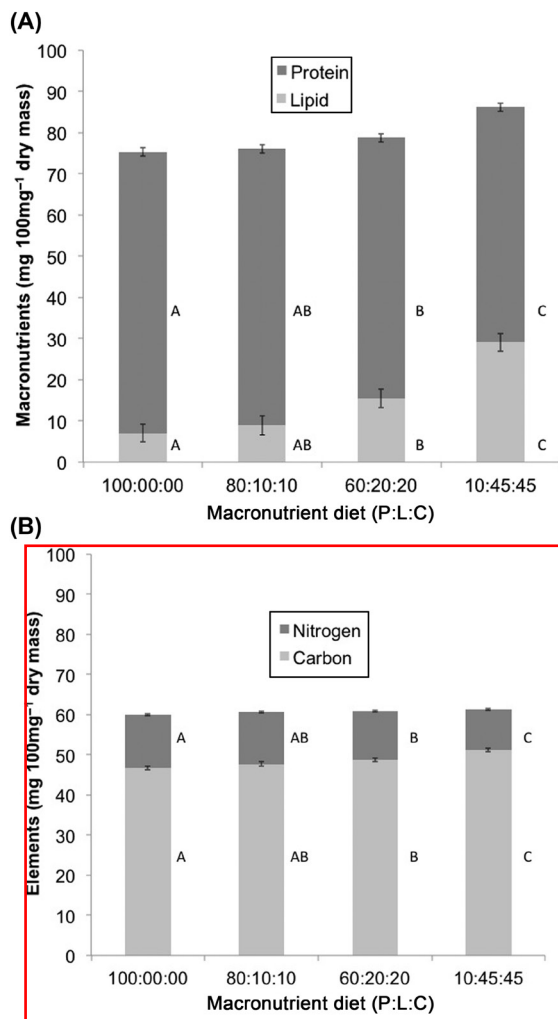 (A)
100
90
80
70
60
50
40
30
20
10
0
Macronutrients (mg 100mg⁻¹ dry mass)
Protein
Lipid
A
AB
B
C
A
AB
B
C
100:00:00
80:10:10
60:20:20
10:45:45
Macronutrient diet (P:L:C)
(B)
100
90
80
70
60
50
40
30
20
10
0
Elements (mg 100mg⁻¹ dry mass)
Nitrogen
Carbon
A
AB
B
C
A
AB
B
C
100:00:00
80:10:10
60:20:20
10:45:45
Macronutrient diet (P:L:C)